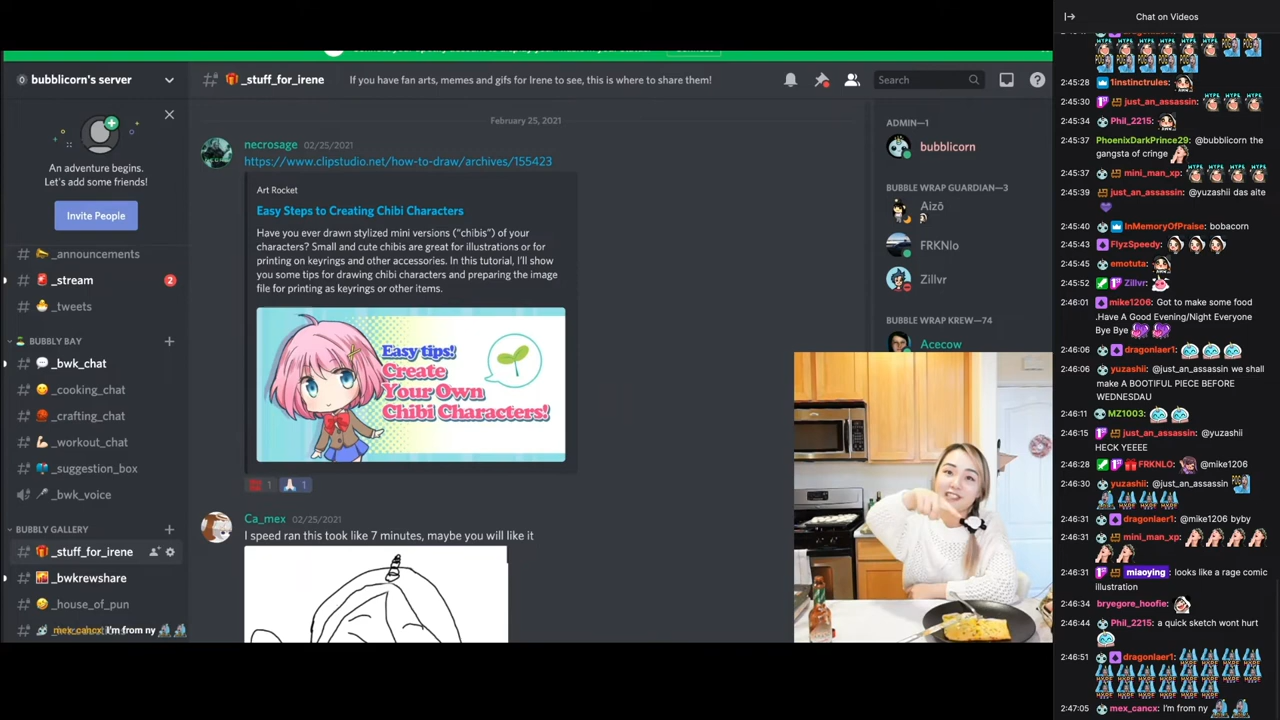 Chat on Videos
bubblicorn's server
_stuff_for_irene
If you have fan arts, memes and gifs for Irene to see, this is where to share them!
Search
An adventure begins.
Let's add some friends!
Invite People
_announcements
_stream
2
_tweets
BUBBLY BAY
_bwk_chat
_cooking_chat
_crafting_chat
_workout_chat
_suggestion_box
_bwk_voice
BUBBLY GALLERY
_stuff_for_irene
_bwkrewshare
_house_of_pun
mex_cancx: I'm from ny
February 25, 2021
necrosage 02/25/2021
https://www.clipstudio.net/how-to-draw/archives/155423
Art Rocket
Easy Steps to Creating Chibi Characters
Have you ever drawn stylized mini versions ("chibis") of your
characters? Small and cute chibis are great for illustrations or for
printing on keyrings and other accessories. In this tutorial, I'll show
you some tips for drawing chibi characters and preparing the image
file for printing as keyrings or other items.
Easy tips!
Create
Your Own
Chibi Characters!
1
1
Ca_mex 02/25/2021
I speed ran this took like 7 minutes, maybe you will like it
ADMIN—1
bubblicorn
BUBBLE WRAP GUARDIAN—3
Aizō
FRKNlo
Zillvr
BUBBLE WRAP KREW—74
Acecow
2:45:28 1instinctrules:
2:45:30 just_an_assassin:
2:45:34 Phil_2215:
2:45:37 PhoenixDarkPrince29: @bubblicorn the
gangsta of cringe
2:45:37 mini_man_xp:
2:45:39 just_an_assassin: @yuzashii das aite
2:45:40 InMemoryOfPraise: bobacorn
2:45:43 FlyzSpeedy:
2:45:45 emotuta:
2:45:52 Zillvr:
2:46:01 mike1206: Got to make some food
.Have A Good Evening/Night Everyone
Bye Bye
2:46:06 dragonlaer1:
2:46:06 yuzashii: @just_an_assassin we shall
make A BOOTIFUL PIECE BEFORE
WEDNESDAU
2:46:11 MZ1003:
2:46:15 just_an_assassin: @yuzashii
HECK YEEEE
2:46:28 FRKNLO: @mike1206
2:46:30 yuzashii: @just_an_assassin
2:46:31 dragonlaer1: @mike1206 byby
2:46:31 mini_man_xp:
2:46:31 miaoying: looks like a rage comic
illustration
2:46:34 bryegore_hoofie:
2:46:44 Phil_2215: a quick sketch wont hurt
2:46:51 dragonlaer1:
2:47:05 mex_cancx: I'm from ny